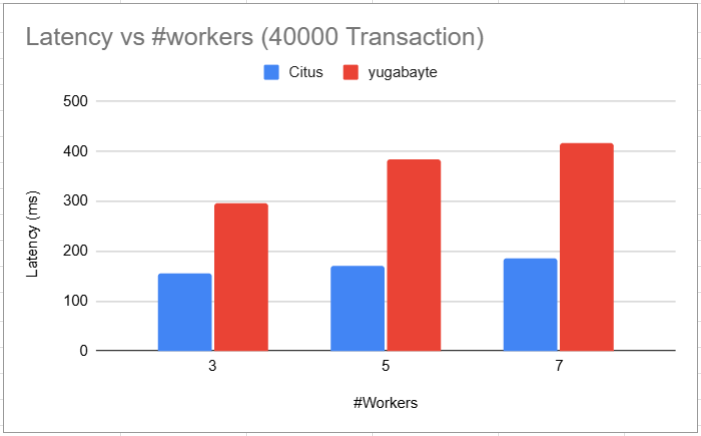 Latency vs #workers (40000 Transaction)
Citus yugabayte
500
400
300
200
100
0
Latency (ms)
3 5 7
#Workers